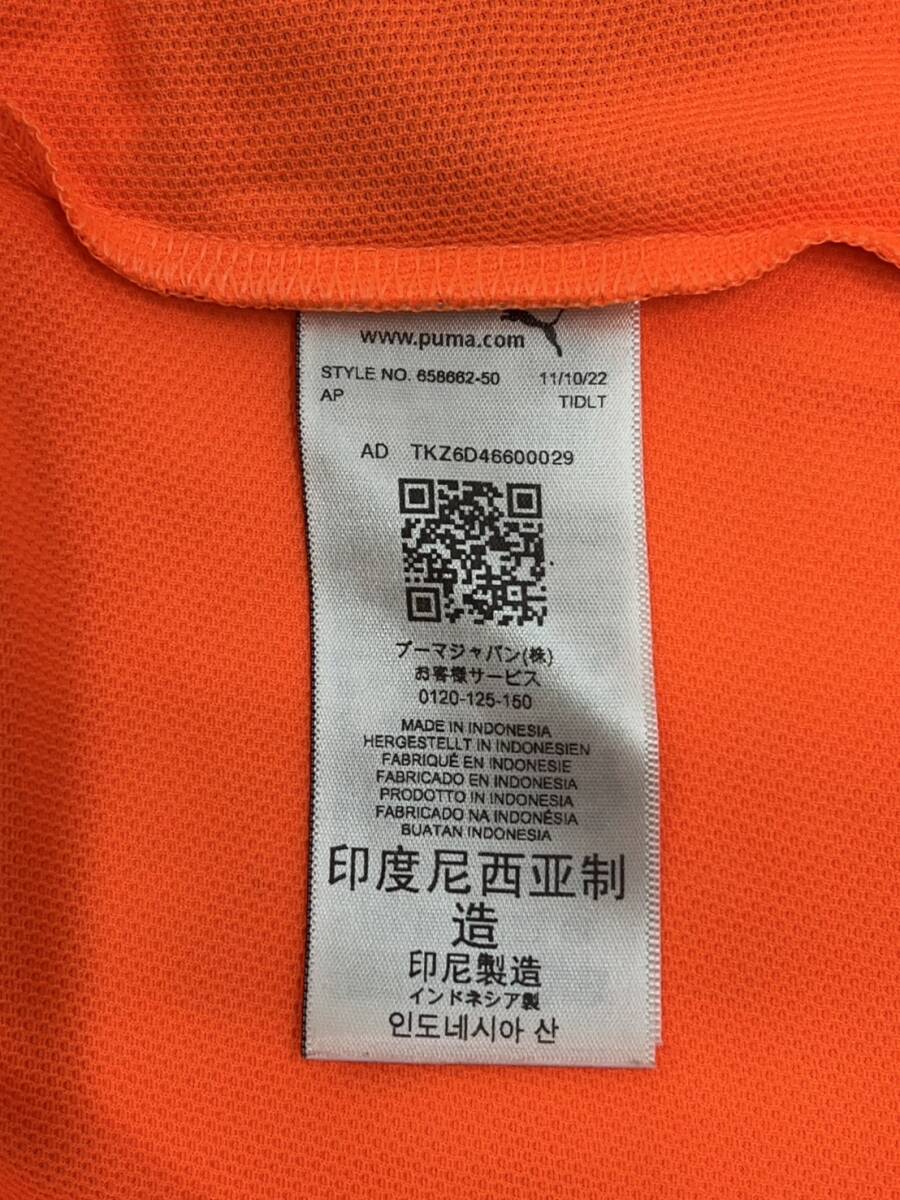 www.puma.com
STYLE NO. 658662-50 11/10/22
AP TIDLT
AD TKZ6D46600029
プーマジャパン(株)
お客様サービス
0120-125-150
MADE IN INDONESIA
HERGESTELLT IN INDONESIEN
FABRIQUÉ EN INDONESIE
FABRICADO EN INDONESIA
PRODOTTO IN INDONESIA
FABRICADO NA INDONÉSIA
BUATAN INDONESIA
印度尼西亚制
造
印尼製造
インドネシア製
인도네시아 산